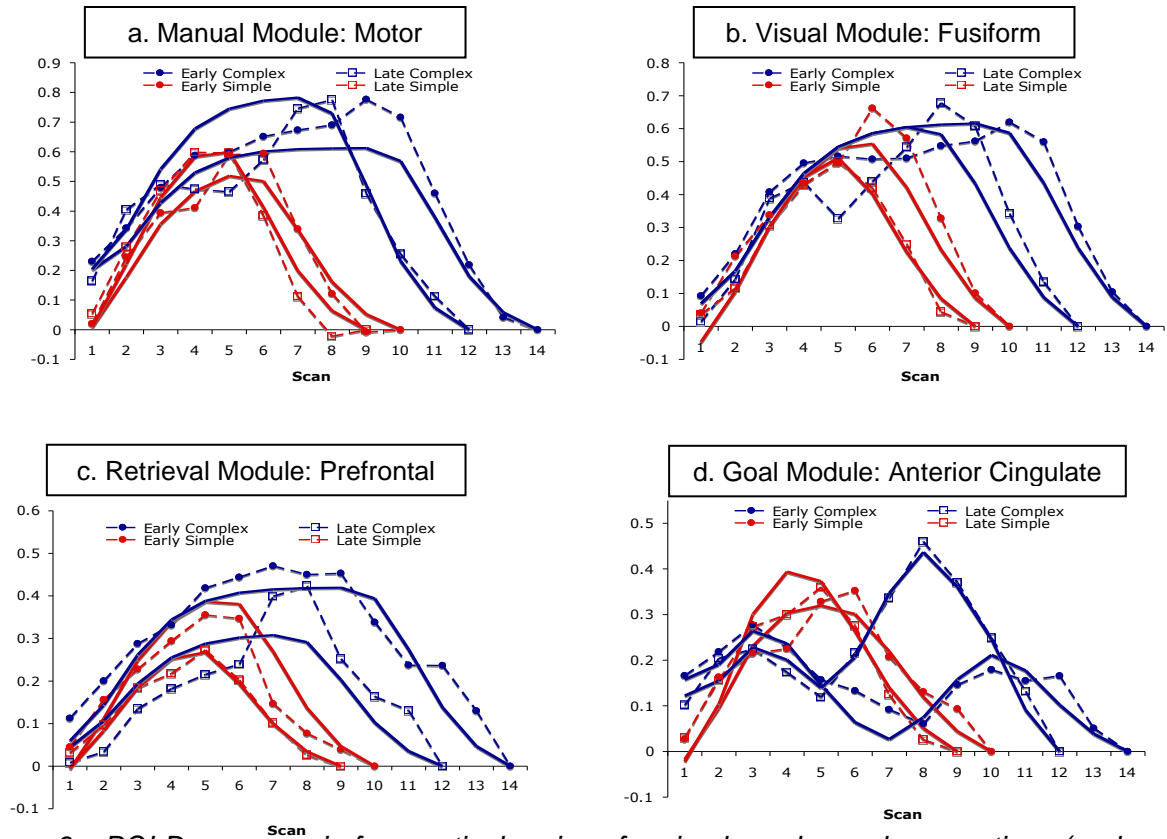 a. Manual Module: Motor
Early Complex Late Complex
Early Simple Late Simple
0.9
0.8
0.7
0.6
0.5
0.4
0.3
0.2
0.1
0
-0.1
1 2 3 4 5 6 7 8 9 10 11 12 13 14
Scan
b. Visual Module: Fusiform
Early Complex Late Complex
Early Simple Late Simple
0.8
0.7
0.6
0.5
0.4
0.3
0.2
0.1
0
-0.1
1 2 3 4 5 6 7 8 9 10 11 12 13 14
Scan
c. Retrieval Module: Prefrontal
Early Complex Late Complex
Early Simple Late Simple
0.6
0.5
0.4
0.3
0.2
0.1
0
-0.1
1 2 3 4 5 6 7 8 9 10 11 12 13 14
Scan
d. Goal Module: Anterior Cingulate
Early Complex Late Complex
Early Simple Late Simple
0.5
0.4
0.3
0.2
0.1
0
-0.1
1 2 3 4 5 6 7 8 9 10 11 12 13 14